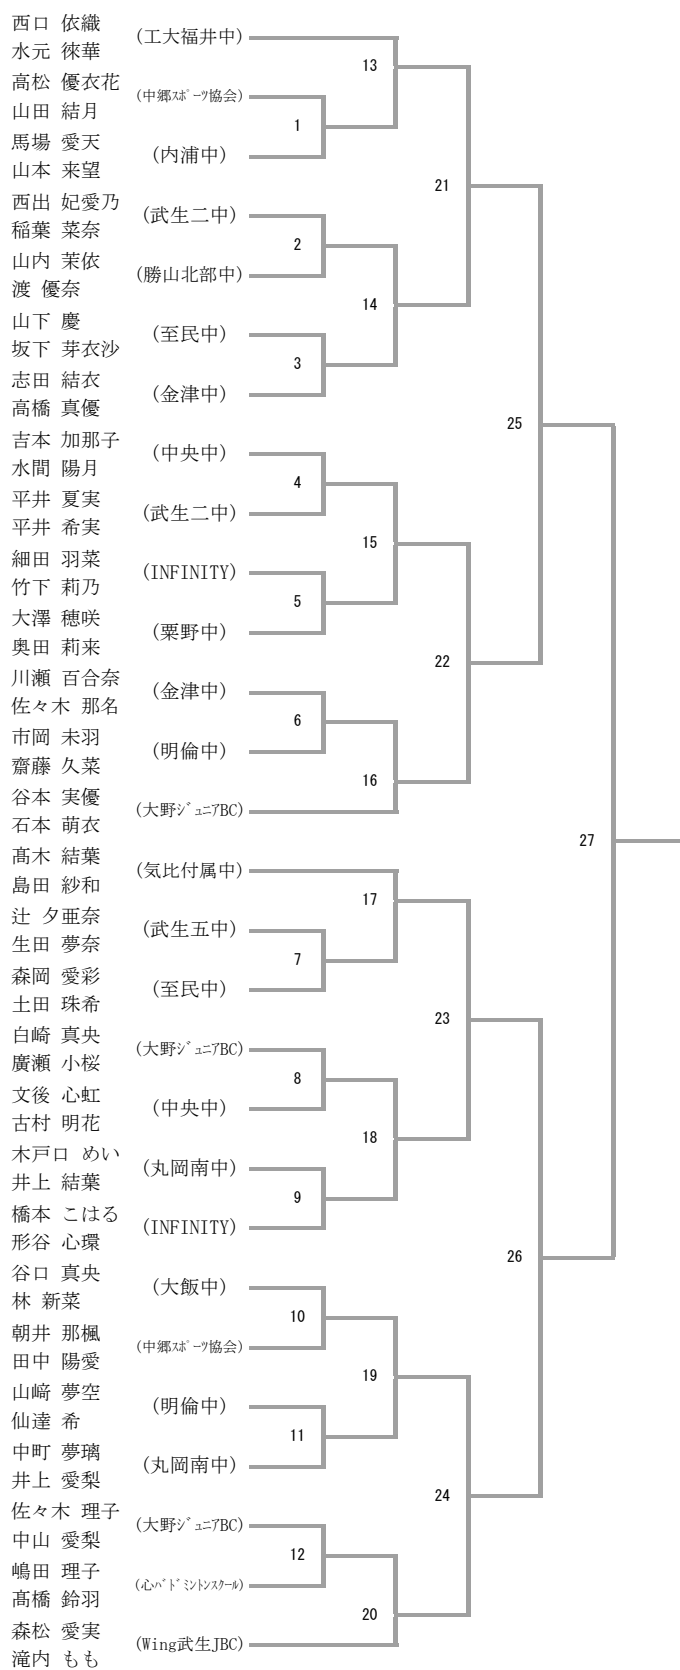 西口 依織
(工大福井中)
水元 徠華
13
高松 優衣花
(中郷スポーツ協会)
山田 結月
1
馬場 愛天
(内浦中)
山本 来望
21
西出 妃愛乃
(武生二中)
稲葉 菜奈
2
山内 茉依
(勝山北部中)
渡 優奈
14
山下 慶
(至民中)
坂下 芽衣沙
3
志田 結衣
(金津中)
高橋 真優
25
吉本 加那子
(中央中)
水間 陽月
4
平井 夏実
(武生二中)
平井 希実
15
細田 羽菜
(INFINITY)
竹下 莉乃
5
大澤 穂咲
(粟野中)
奥田 莉来
22
川瀬 百合奈
(金津中)
佐々木 那名
6
市岡 未羽
(明倫中)
齋藤 久菜
16
谷本 実優
(大野ジュニアBC)
石本 萌衣
27
髙木 結葉
(気比付属中)
島田 紗和
17
辻 夕亜奈
(武生五中)
生田 夢奈
7
森岡 愛彩
(至民中)
土田 珠希
23
白崎 真央
(大野ジュニアBC)
廣瀬 小桜
8
文後 心虹
(中央中)
古村 明花
18
木戸口 めい
(丸岡南中)
井上 結葉
9
橋本 こはる
(INFINITY)
形谷 心環
26
谷口 真央
(大飯中)
林 新菜
10
朝井 那楓
(中郷スポーツ協会)
田中 陽愛
19
山﨑 夢空
(明倫中)
仙達 希
11
中町 夢璃
(丸岡南中)
井上 愛梨
24
佐々木 理子
(大野ジュニアBC)
中山 愛梨
12
嶋田 理子
(心バドミントンスクール)
髙橋 鈴羽
20
森松 愛実
(Wing武生JBC)
滝内 もも